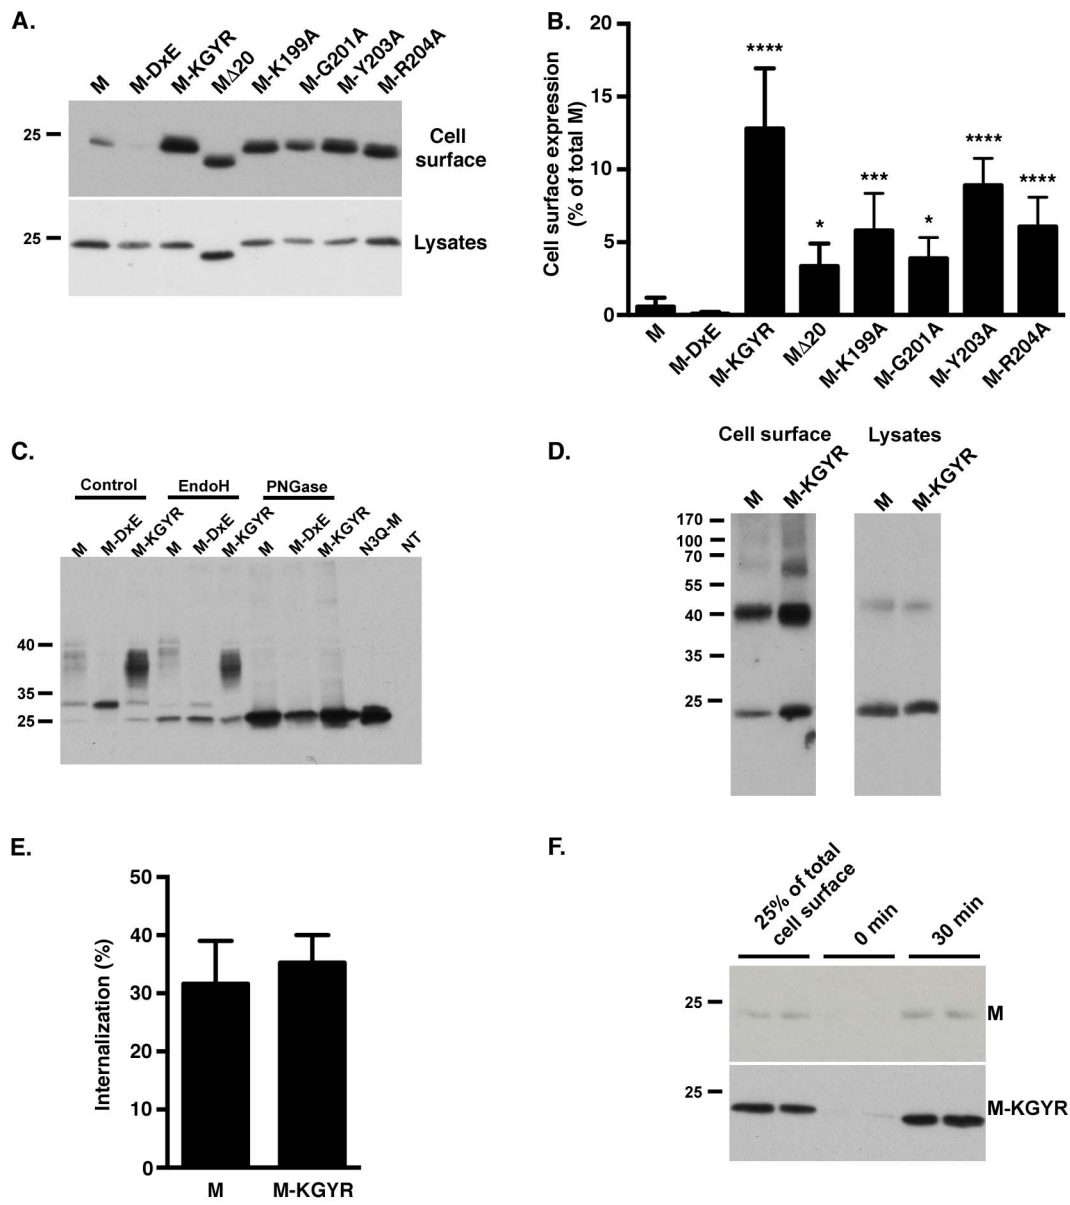 A.
M M-DxE M-KGYR MΔ20 M-K199A M-G201A M-Y203A M-R204A
25
Cell
surface
25
Lysates
B.
Cell surface expression
(% of total M)
20
15
10
5
0
****
*
***
*
****
****
M M-DxE M-KGYR MΔ20 M-K199A M-G201A M-Y203A M-R204A
C.
Control EndoH PNGase
M M-DxE M-KGYR M M-DxE M-KGYR M M-DxE M-KGYR N3Q-M NT
40
35
25
D.
Cell surface Lysates
M M-KGYR M M-KGYR
170
100
70
55
40
35
25
E.
Internalization (%)
50
40
30
20
10
0
M M-KGYR
F.
25% of total
cell surface
0 min
30 min
25
M
25
M-KGYR